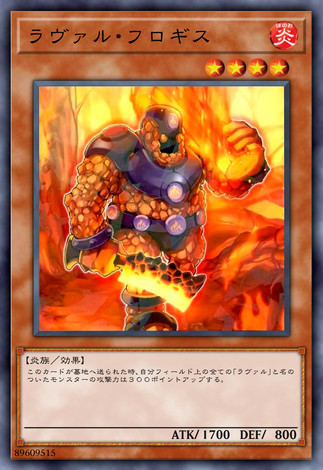 ラヴァル・フロギス
炎
【炎族／効果】
このカードが墓地へ送られた時、自分フィールド上の全ての「ラヴァル」と名の
ついたモンスターの攻撃力は３００ポイントアップする。
ATK/ 1700 DEF/ 800
89609515